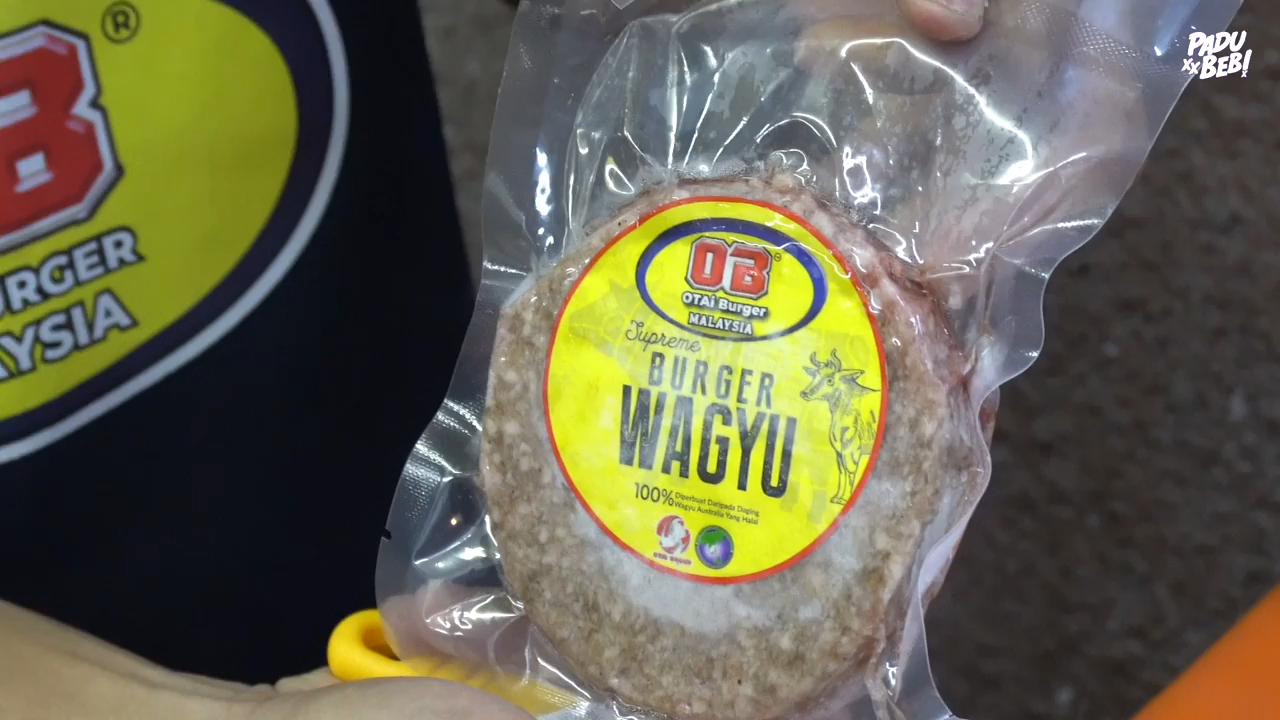 ®
B
BURGER
AYSIA
PADU
XX BEBI
OB
OTAi Burger
MALAYSIA
Supreme
BURGER
WAGYU
100% Diperbuat Daripada Daging
Wagyu Australia Yang Halal